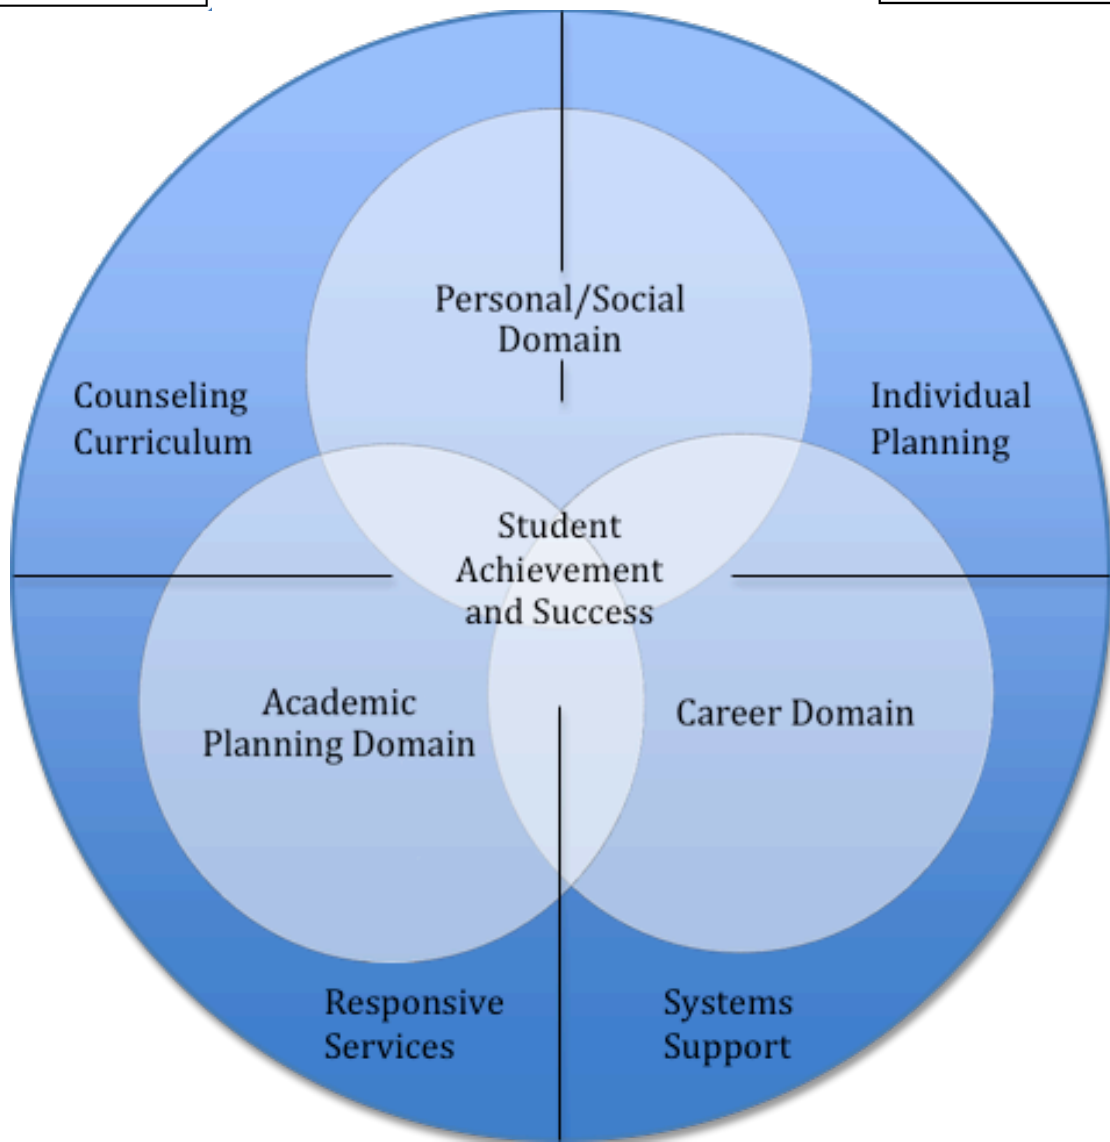 Personal/Social
Domain
Counseling
Curriculum
Individual
Planning
Student
Achievement
and Success
Academic
Planning Domain
Career Domain
Responsive
Services
Systems
Support